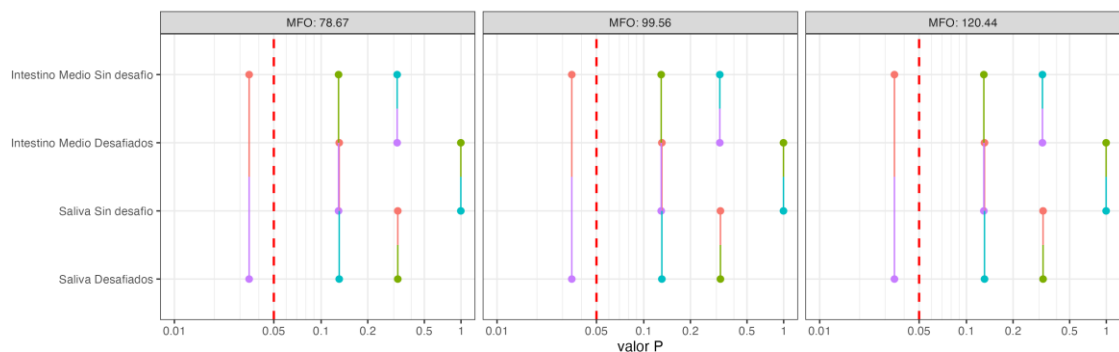 MFO: 78.67 MFO: 99.56 MFO: 120.44
Intestino Medio Sin desafio
Intestino Medio Desafiados
Saliva Sin desafio
Saliva Desafiados
0.01 0.05 0.1 0.2 0.5 1 0.01 0.05 0.1 0.2 0.5 1 0.01 0.05 0.1 0.2 0.5 1
valor P